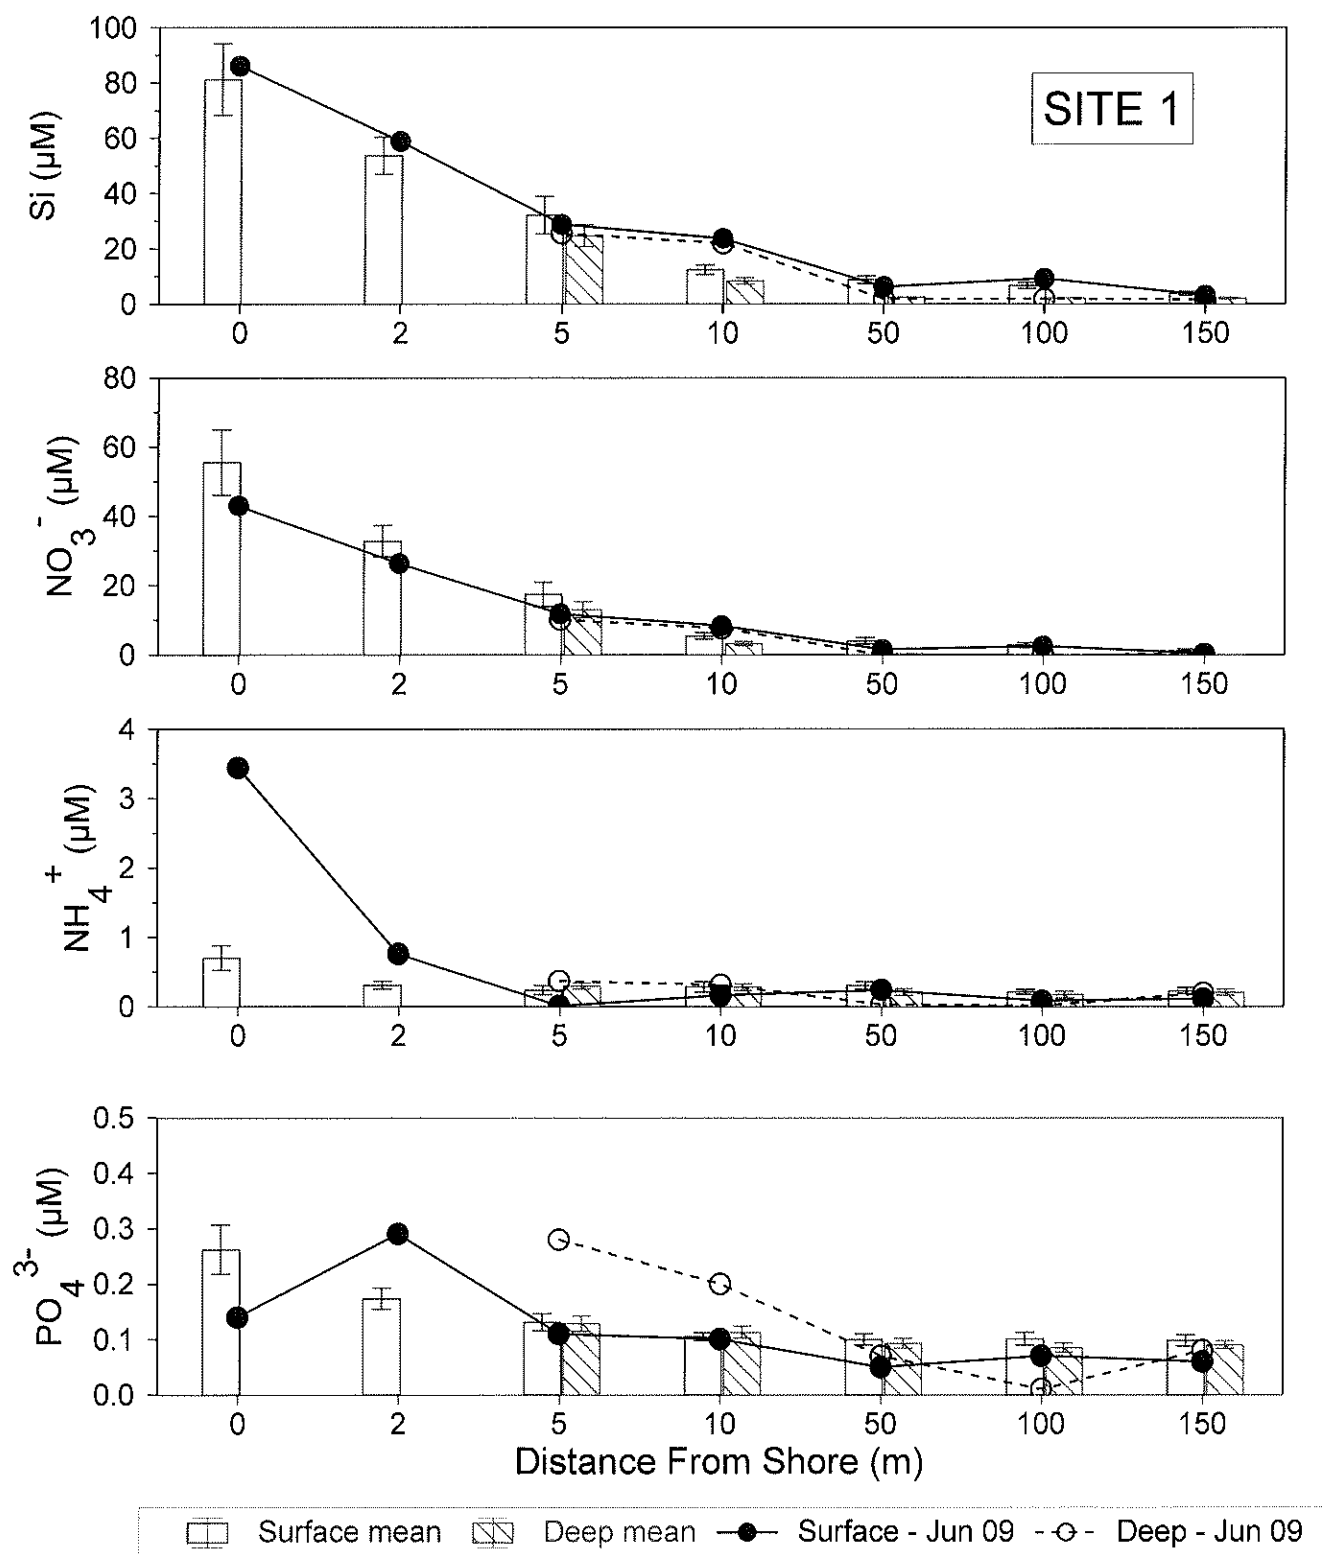 SITE 1
Si (µM)
100
80
60
40
20
0
0 2 5 10 50 100 150
NO3- (µM)
80
60
40
20
0
0 2 5 10 50 100 150
NH4+ (µM)
4
3
2
1
0
0 2 5 10 50 100 150
PO43- (µM)
0.5
0.4
0.3
0.2
0.1
0.0
0 2 5 10 50 100 150
Distance From Shore (m)
Surface mean Deep mean Surface - Jun 09 Deep - Jun 09